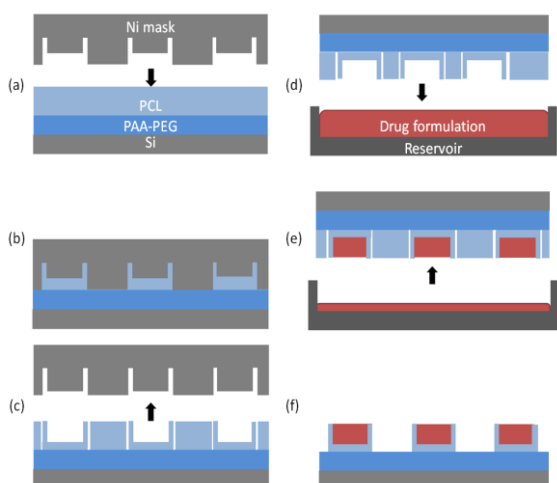 Ni mask
(a)
PCL
PAA-PEG
Si
(b)
(c)
(d)
Drug formulation
Reservoir
(e)
(f)